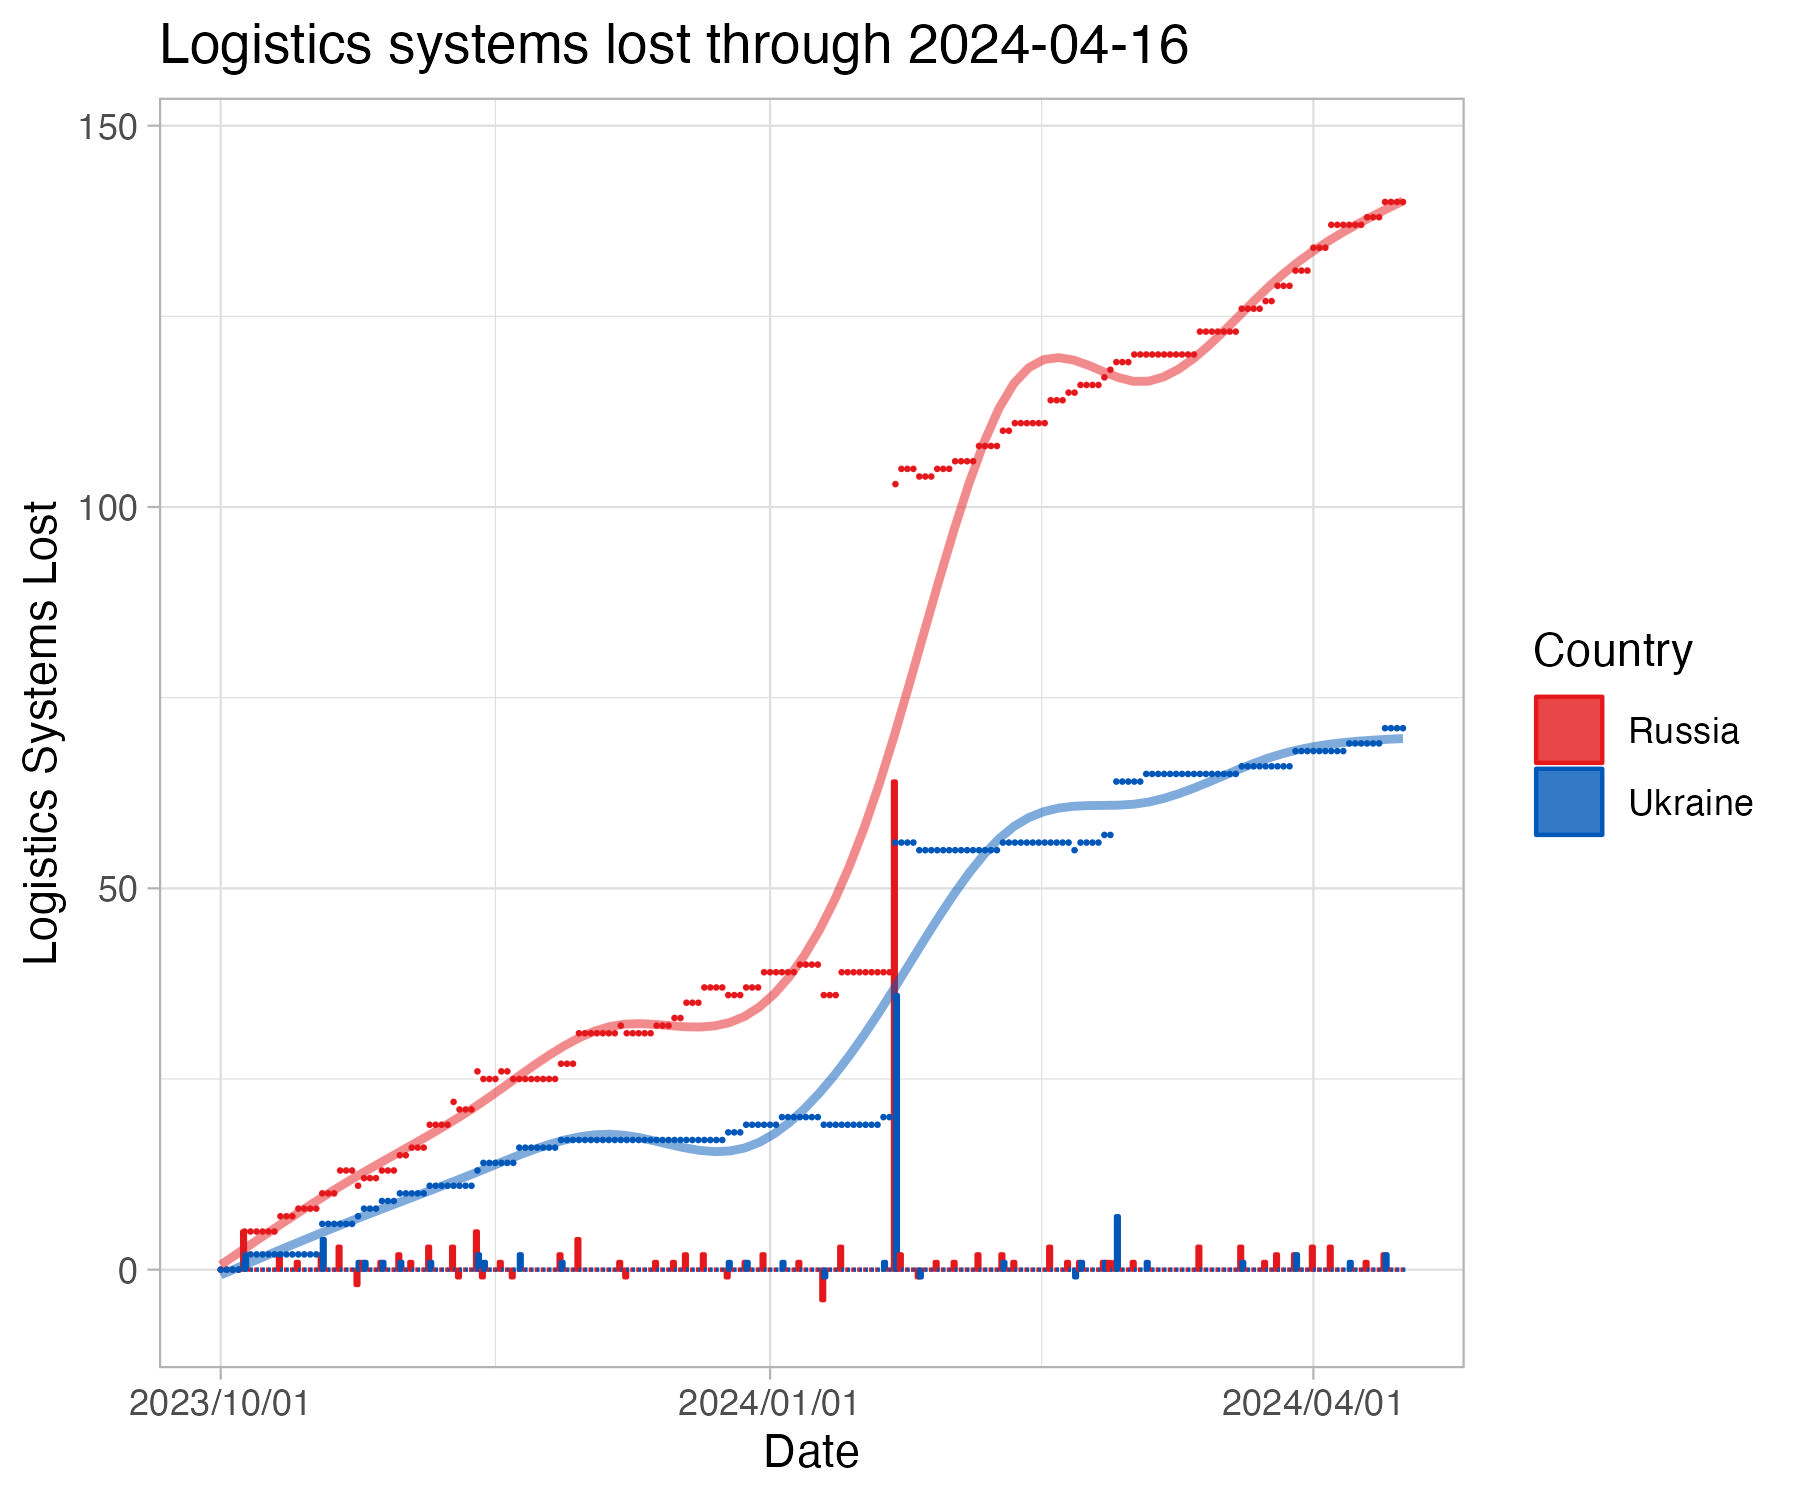 Logistics systems lost through 2024-04-16
Logistics Systems Lost
150
100
50
0
2023/10/01
2024/01/01
2024/04/01
Date
Country
Russia
Ukraine